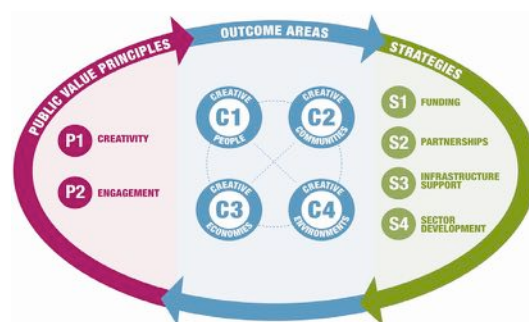 PUBLIC VALUE PRINCIPLES
P1 CREATIVITY
P2 ENGAGEMENT
OUTCOME AREAS
CREATIVE
C1
PEOPLE
CREATIVE
C2
COMMUNITIES
CREATIVE
C3
ECONOMIES
CREATIVE
C4
ENVIRONMENTS
STRATEGIES
S1 FUNDING
S2 PARTNERSHIPS
S3 INFRASTRUCTURE
SUPPORT
S4 SECTOR
DEVELOPMENT